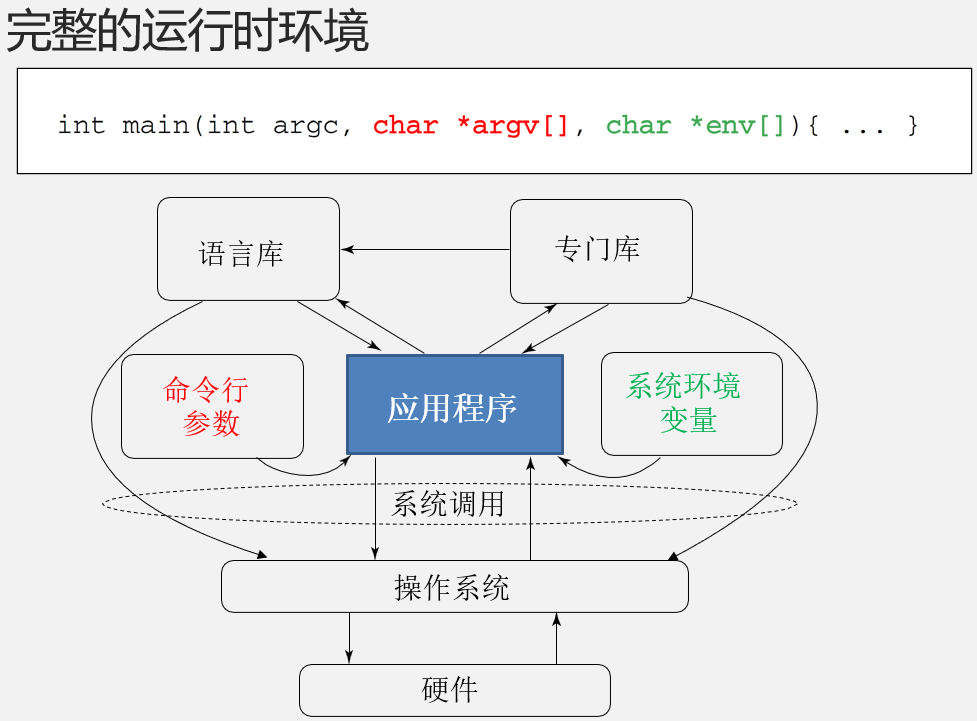 完整的运行时环境
int main(int argc, char *argv[], char *env[]){ ... }
语言库
专门库
命令行
参数
应用程序
系统环境
变量
系统调用
操作系统
硬件